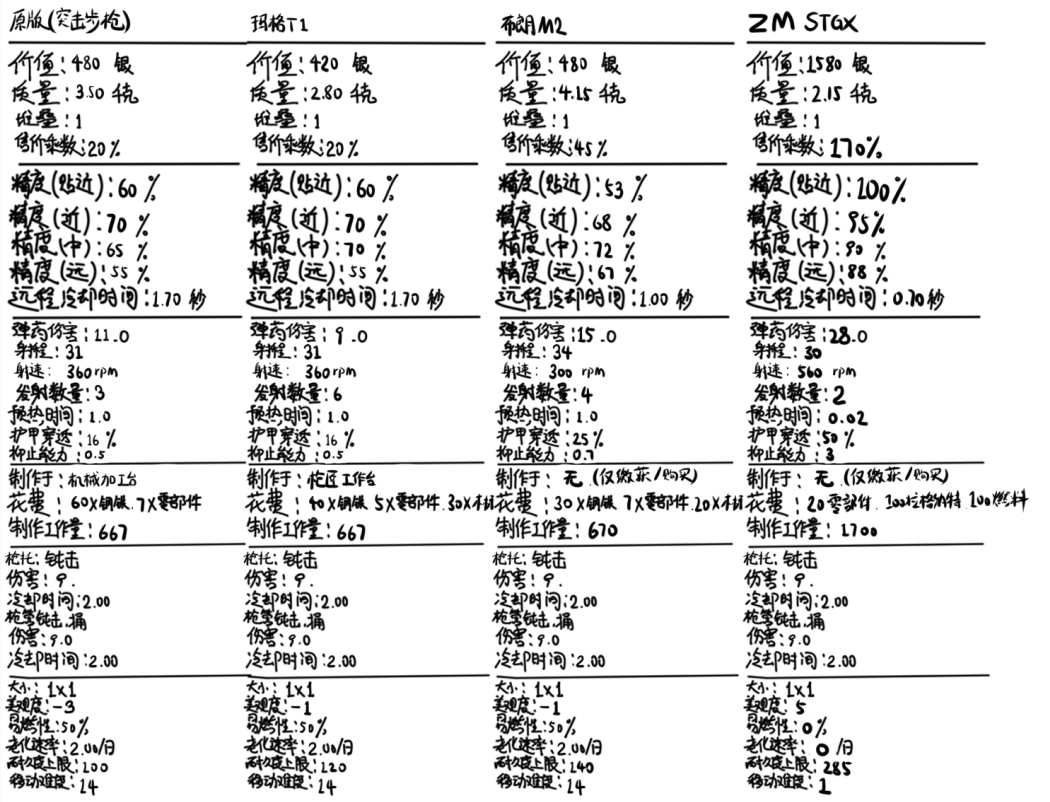 原版(突击步枪)
价值:480 银
质量:3.50 千克
堆叠:1
售价乘数:20%
精度(贴近):60 %
精度(近):70 %
精度(中):65 %
精度(远):55 %
远程冷却时间:1.70 秒
弹药伤害:11.0
射程:31
射速: 360rpm
发射数量:3
预热时间:1.0
护甲穿透:16 %
抑止能力:0.5
制作于:机械加工台
花费:60X钢铁.7X零部件
制作工作量:667
枪托:钝击
伤害:9.
冷却时间:2.00
枪管钝击.捅
伤害:9.0
冷却时间:2.00
大小:1x1
美观度:-3
易燃性:50%
老化速率:2.00/日
耐久度上限:100
移动难度:14
玛格T1
价值:420 银
质量:2.80 千克
堆叠:1
售价乘数:20%
精度(贴近):60 %
精度(近):70 %
精度(中):70 %
精度(远):55 %
远程冷却时间:1.70 秒
弹药伤害:9.0
射程:31
射速: 360rpm
发射数量:6
预热时间:1.0
护甲穿透:16 %
抑止能力:0.5
制作于:枪匠工作台
花费:40X钢铁 5X零部件.30X木材
制作工作量:667
枪托:钝击
伤害:9.
冷却时间:2.00
枪管钝击.捅
伤害:9.0
冷却时间:2.00
大小:1x1
美观度:-1
易燃性:50%
老化速率:2.00/日
耐久度上限:120
移动难度:14
布朗M2
价值:480 银
质量:4.15 千克
堆叠:1
售价乘数:45%
精度(贴近):53 %
精度(近):68 %
精度(中):72 %
精度(远):67 %
远程冷却时间:1.00 秒
弹药伤害:15.0
射程:34
射速: 300 rpm
发射数量:4
预热时间:1.0
护甲穿透:25%
抑止能力:0.7
制作于: 无.(仅缴获/购买)
花费:30X钢铁 7X零部件.20X木材
制作工作量:670
枪托:钝击
伤害:9.
冷却时间:2.00
枪管钝击.捅
伤害:9.0
冷却时间:2.00
大小:1x1
美观度:-1
易燃性:50%
老化速率:2.00/日
耐久度上限:140
移动难度:14
ZM STGX
价值:1580 银
质量:2.15 千克
堆叠:1
售价乘数:170%
精度(贴近):100%
精度(近):95%
精度(中):90 %
精度(远):88 %
远程冷却时间:0.70秒
弹药伤害:28.0
射程:30
射速: 560 rpm
发射数量:2
预热时间:0.02
护甲穿透:50 %
抑止能力:3
制作于: 无.(仅缴获/购买)
花费:20零部件. 100拉格纳特.100燃料
制作工作量:1700
枪托:钝击
伤害:9.
冷却时间:2.00
枪管钝击.捅
伤害:9.0
冷却时间:2.00
大小:1x1
美观度:5
易燃性:0%
老化速率:0 /日
耐久度上限:285
移动难度:1